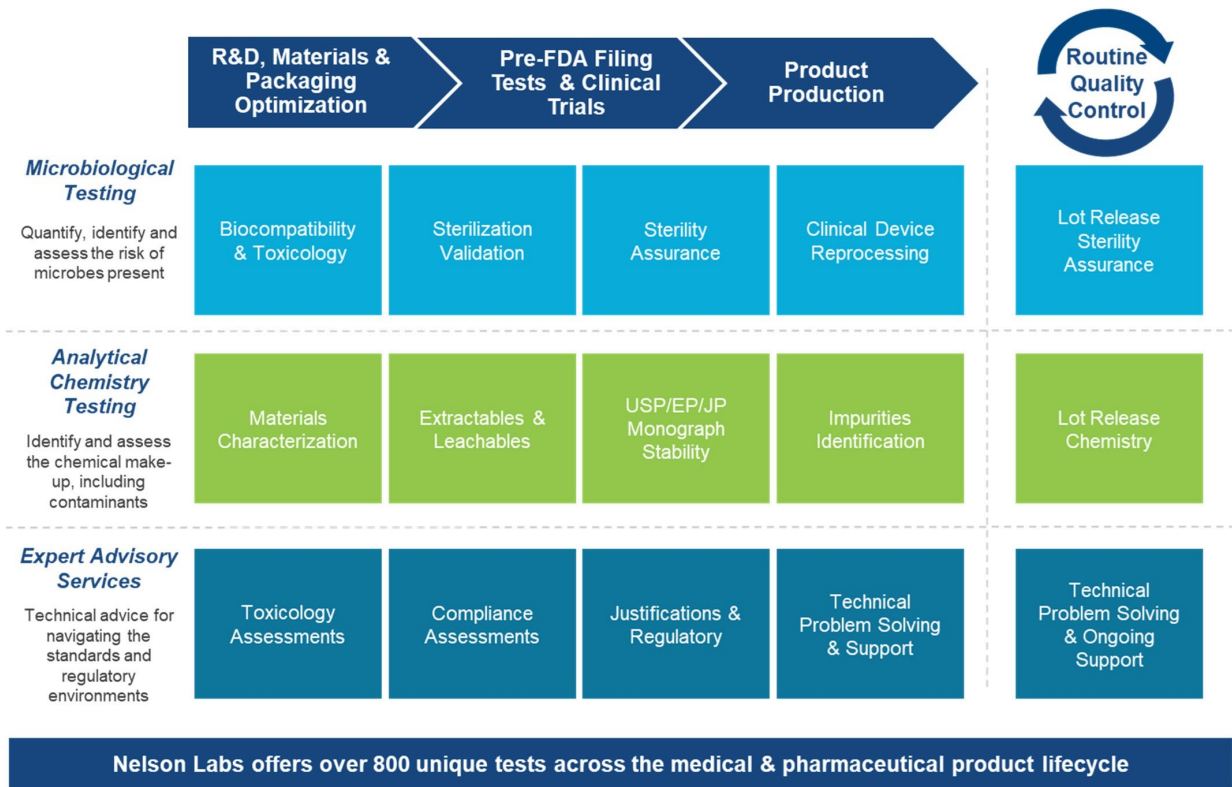 R&D, Materials &
Packaging
Optimization
Pre-FDA Filing
Tests & Clinical
Trials
Product
Production
Routine
Quality
Control
Microbiological
Testing
Quantify, identify and
assess the risk of
microbes present
Biocompatibility
& Toxicology
Sterilization
Validation
Sterility
Assurance
Clinical Device
Reprocessing
Lot Release
Sterility
Assurance
Analytical
Chemistry
Testing
Identify and assess
the chemical make-
up, including
contaminants
Materials
Characterization
Extractables &
Leachables
USP/EP/JP
Monograph
Stability
Impurities
Identification
Lot Release
Chemistry
Expert Advisory
Services
Technical advice for
navigating the
standards and
regulatory
environments
Toxicology
Assessments
Compliance
Assessments
Justifications &
Regulatory
Technical
Problem Solving
& Support
Technical
Problem Solving
& Ongoing
Support
Nelson Labs offers over 800 unique tests across the medical & pharmaceutical product lifecycle